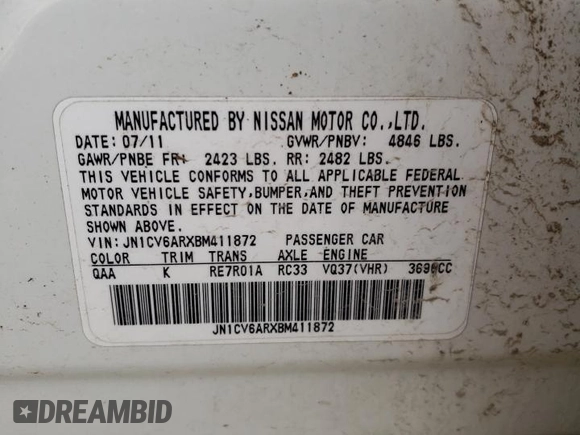 MANUFACTURED BY NISSAN MOTOR CO.,LTD.
DATE: 07/11 GVWR/PNBV: 4846 LBS.
GAWR/PNBE FR: 2423 LBS. RR: 2482 LBS.
THIS VEHICLE CONFORMS TO ALL APPLICABLE FEDERAL
MOTOR VEHICLE SAFETY,BUMPER,AND THEFT PREVENTION
STANDARDS IN EFFECT ON THE DATE OF MANUFACTURE
SHOWN ABOVE.
VIN: JN1CV6ARXBM411872 PASSENGER CAR
COLOR TRIM TRANS AXLE ENGINE
QAA K RE7R01A RC33 VQ37(VHR) 3696CC
JN1CV6ARXBM411872
DREAMBID